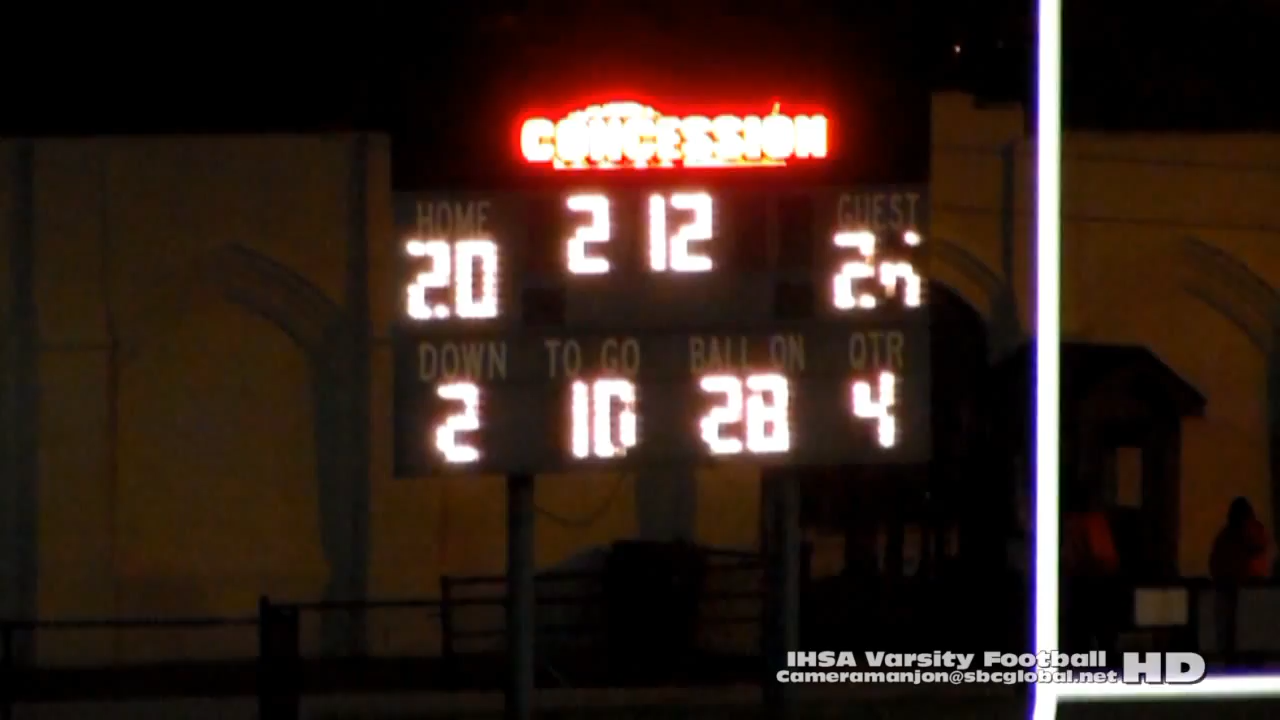 CONCESSION
HOME 2 12 GUEST
20
DOWN TO GO BALL ON QTR
2 10 28 4
IHSA Varsity Football HD
Cameramanjon@sbcglobal.net